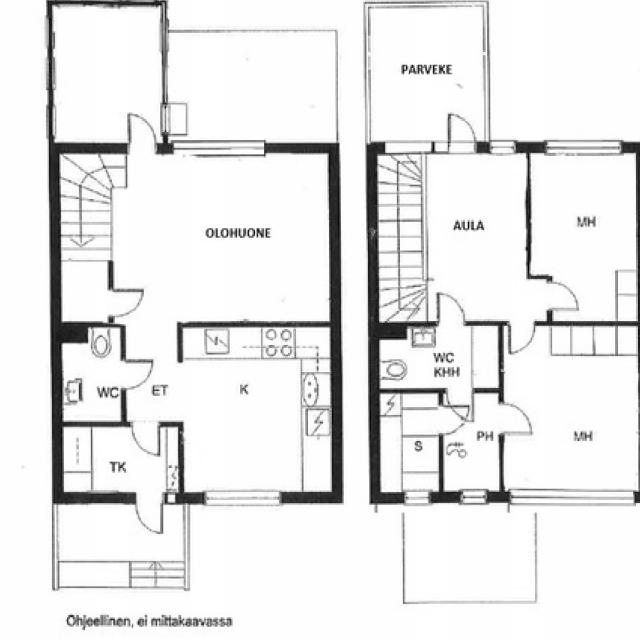 PARVEKE
OLOHUONE
AULA
MH
WC
KHH
WC
ET
K
MH
TK
S
PH
Ohjeellinen, ei mittakaavassa